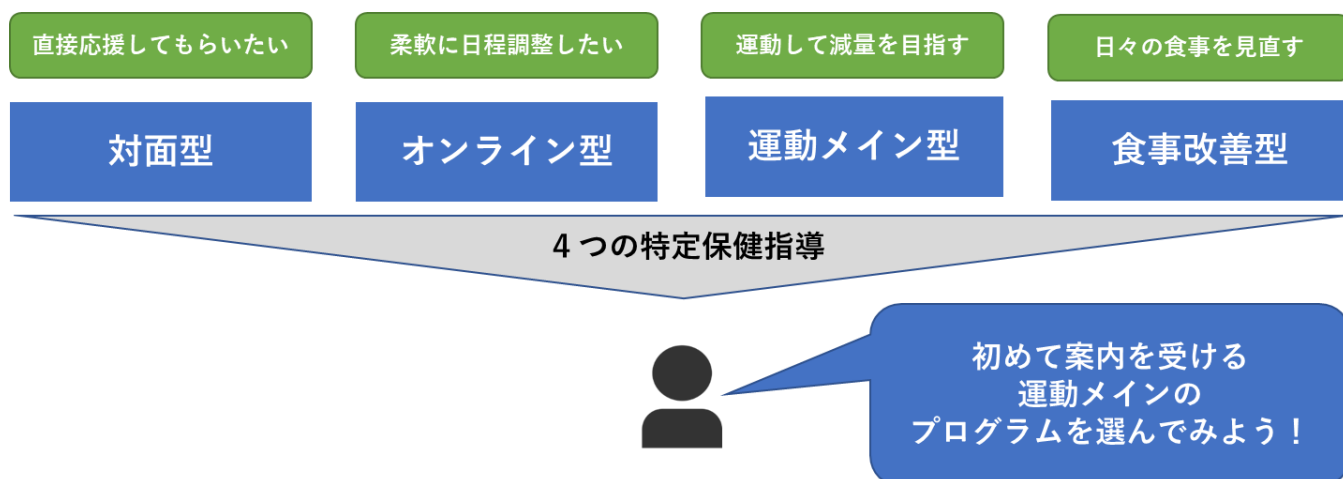 直接応援してもらいたい
柔軟に日程調整したい
運動して減量を目指す
日々の食事を見直す
対面型
オンライン型
運動メイン型
食事改善型
4つの特定保健指導
初めて案内を受ける
運動メインの
プログラムを選んでみよう！